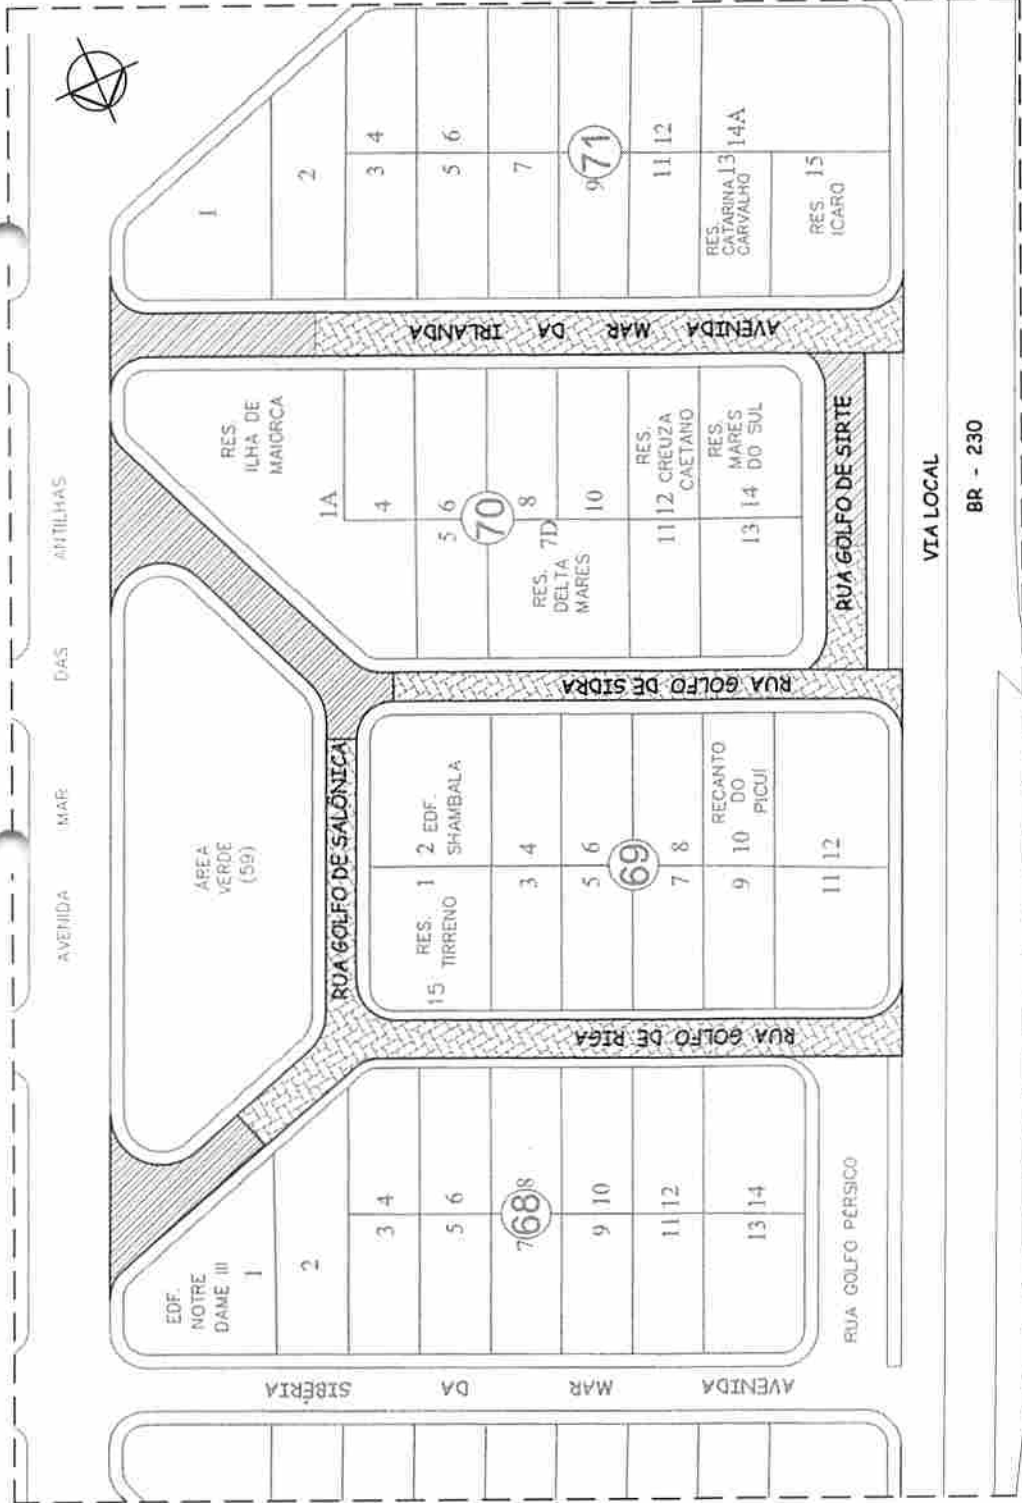 AVENIDA MAR DAS ANTILHAS
EDF.
NOTRE
DAME III
1
2
3 4
5 6
7 8
68
9 10
11 12
13 14
RUA GOLFO PÉRSICO
AVENIDA MAR DA SIBÉRIA
ÁREA
VERDE
(59)
RUA GOLFO DE SALÔNICA
RUA GOLFO DE RIGA
15 RES. 1
TIRRENO
2 EDF.
SHAMBALA
3 4
5 6
69
7 8
9 10
RECANTO
DO
PICUÍ
11 12
RUA GOLFO DE SIDRA
RES.
ILHA DE
MAIORCA
1A
4
5 6
70
RES. 7D
DELTA
MARES
8
10
11 12
RES.
CREUZA
CAETANO
13 14
RES.
MARES
DO SUL
RUA GOLFO DE SIRTE
AVENIDA MAR DA IRLANDA
1
2
3 4
5 6
7
9
71
11 12
RES.
CATARINA 13
CARVALHO
14A
RES. 15
ICARO
VIA LOCAL
BR - 230